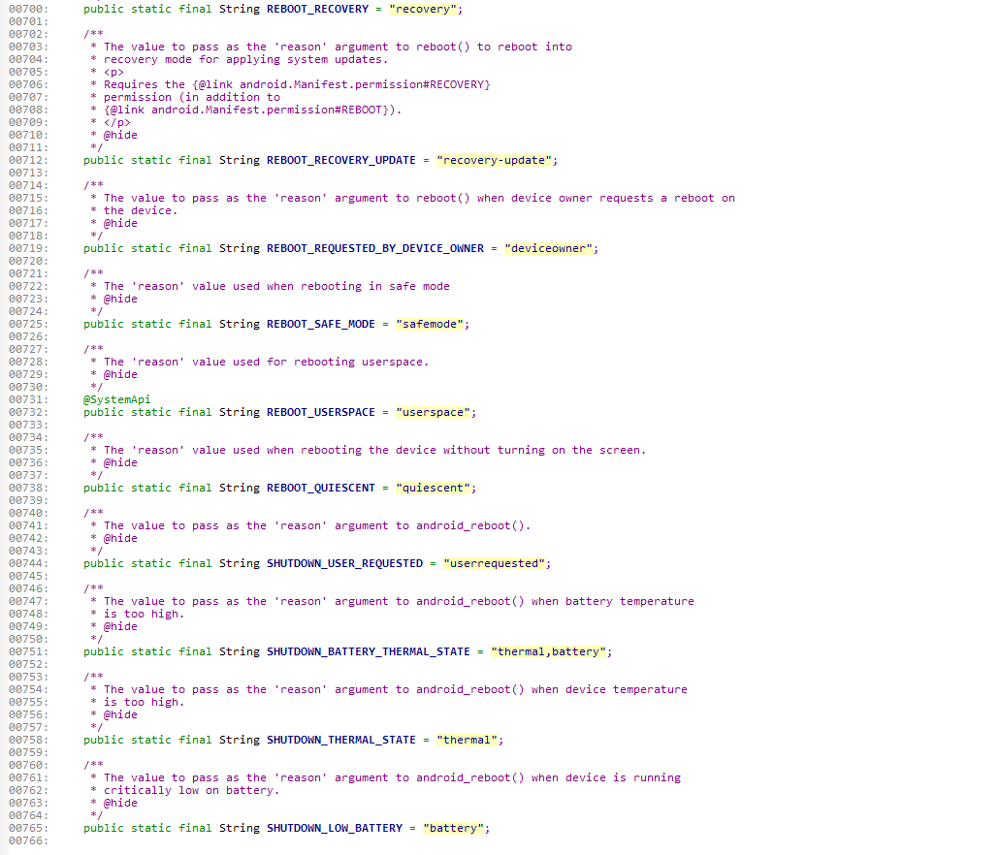 00700:     public static final String REBOOT_RECOVERY = "recovery";
00701:
00702:     /**
00703:      * The value to pass as the 'reason' argument to reboot() to reboot into
00704:      * recovery mode for applying system updates.
00705:      * <p>
00706:      * Requires the {@link android.Manifest.permission#RECOVERY}
00707:      * permission (in addition to
00708:      * {@link android.Manifest.permission#REBOOT}).
00709:      * </p>
00710:      * @hide
00711:      */
00712:     public static final String REBOOT_RECOVERY_UPDATE = "recovery-update";
00713:
00714:     /**
00715:      * The value to pass as the 'reason' argument to reboot() when device owner requests a reboot on
00716:      * the device.
00717:      * @hide
00718:      */
00719:     public static final String REBOOT_REQUESTED_BY_DEVICE_OWNER = "deviceowner";
00720:
00721:     /**
00722:      * The 'reason' value used when rebooting in safe mode
00723:      * @hide
00724:      */
00725:     public static final String REBOOT_SAFE_MODE = "safemode";
00726:
00727:     /**
00728:      * The 'reason' value used for rebooting userspace.
00729:      * @hide
00730:      */
00731:     @SystemApi
00732:     public static final String REBOOT_USERSPACE = "userspace";
00733:
00734:     /**
00735:      * The 'reason' value used when rebooting the device without turning on the screen.
00736:      * @hide
00737:      */
00738:     public static final String REBOOT_QUIESCENT = "quiescent";
00739:
00740:     /**
00741:      * The value to pass as the 'reason' argument to android_reboot().
00742:      * @hide
00743:      */
00744:     public static final String SHUTDOWN_USER_REQUESTED = "userrequested";
00745:
00746:     /**
00747:      * The value to pass as the 'reason' argument to android_reboot() when battery temperature
00748:      * is too high.
00749:      * @hide
00750:      */
00751:     public static final String SHUTDOWN_BATTERY_THERMAL_STATE = "thermal,battery";
00752:
00753:     /**
00754:      * The value to pass as the 'reason' argument to android_reboot() when device temperature
00755:      * is too high.
00756:      * @hide
00757:      */
00758:     public static final String SHUTDOWN_THERMAL_STATE = "thermal";
00759:
00760:     /**
00761:      * The value to pass as the 'reason' argument to android_reboot() when device is running
00762:      * critically low on battery.
00763:      * @hide
00764:      */
00765:     public static final String SHUTDOWN_LOW_BATTERY = "battery";
00766: